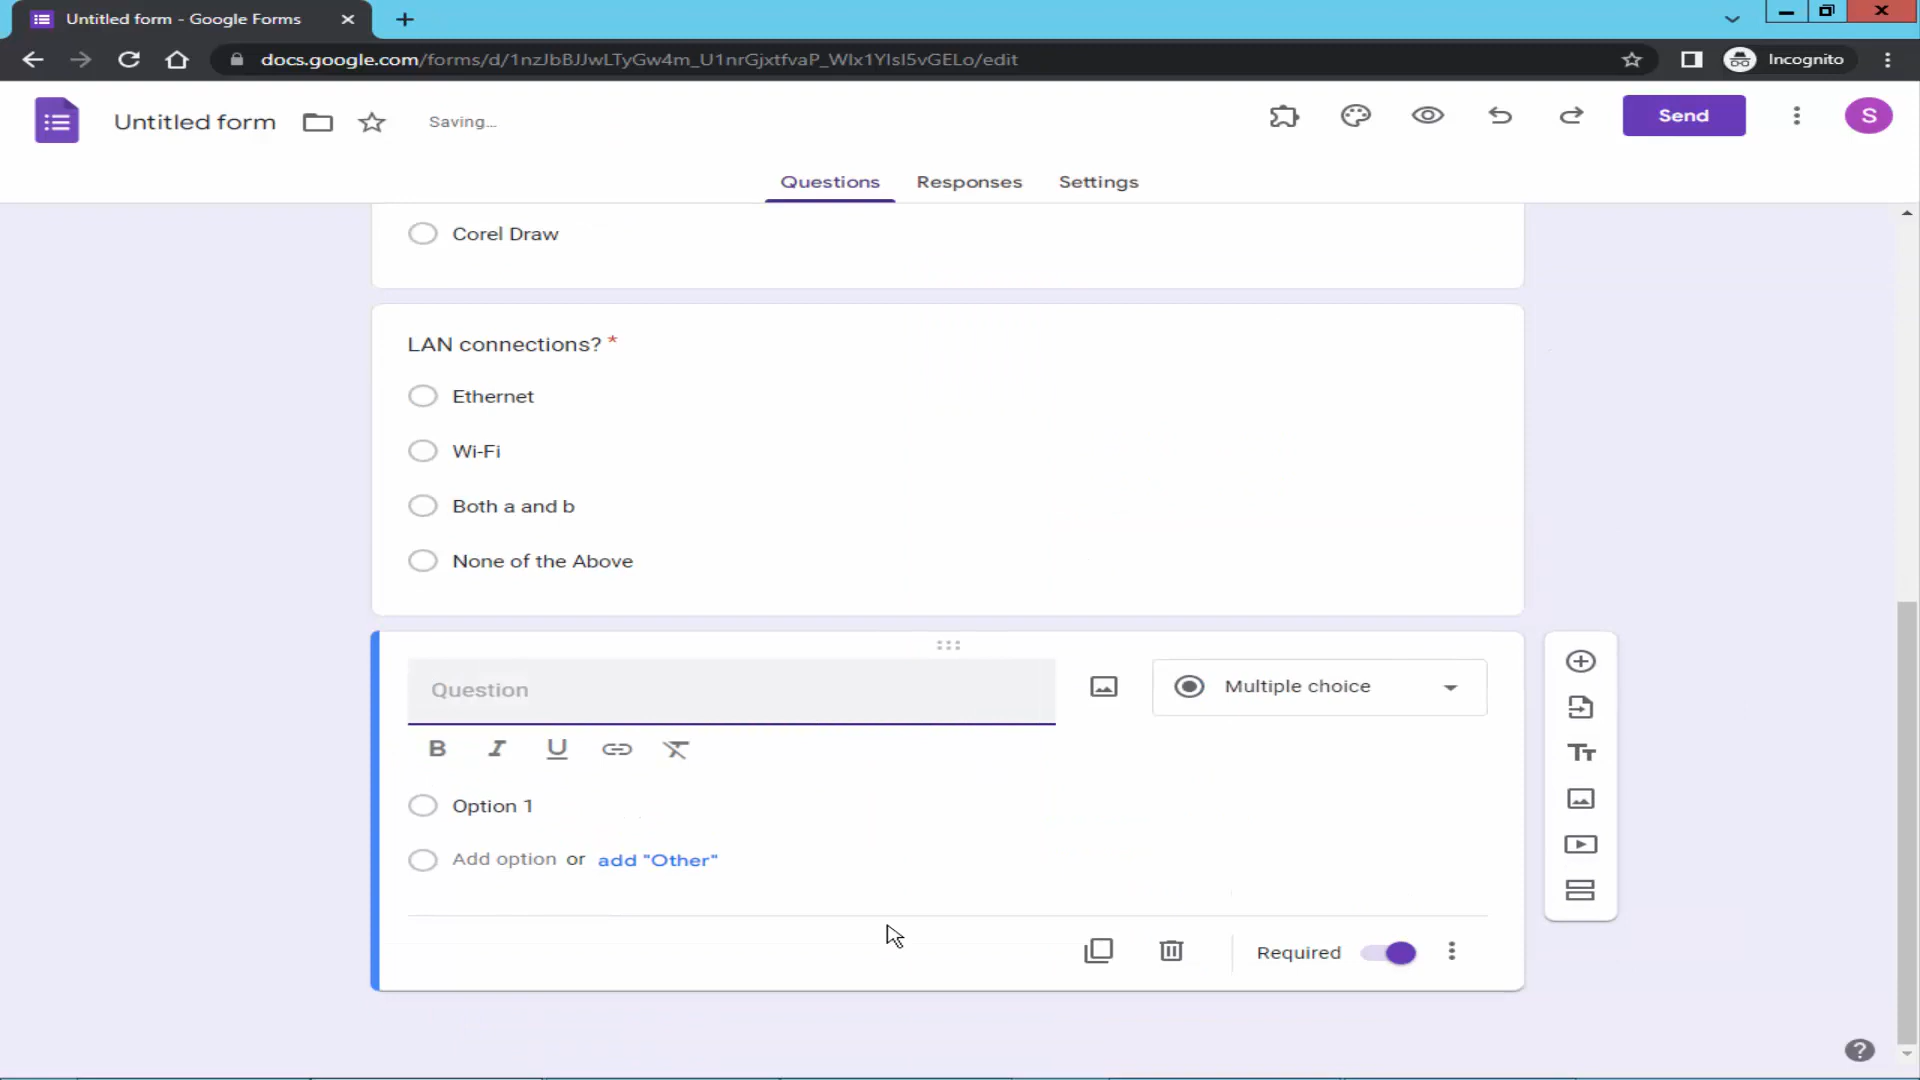 Untitled form - Google Forms
docs.google.com/forms/d/1nzJbBJJwLTyGw4m_U1nrGjxtfvaP_WIx1YIsI5vGELo/edit
Incognito
Untitled form
Saving...
Send
S
Questions Responses Settings
Corel Draw
LAN connections? *
Ethernet
Wi-Fi
Both a and b
None of the Above
Question
Multiple choice
B I U
Option 1
Add option or add "Other"
Required